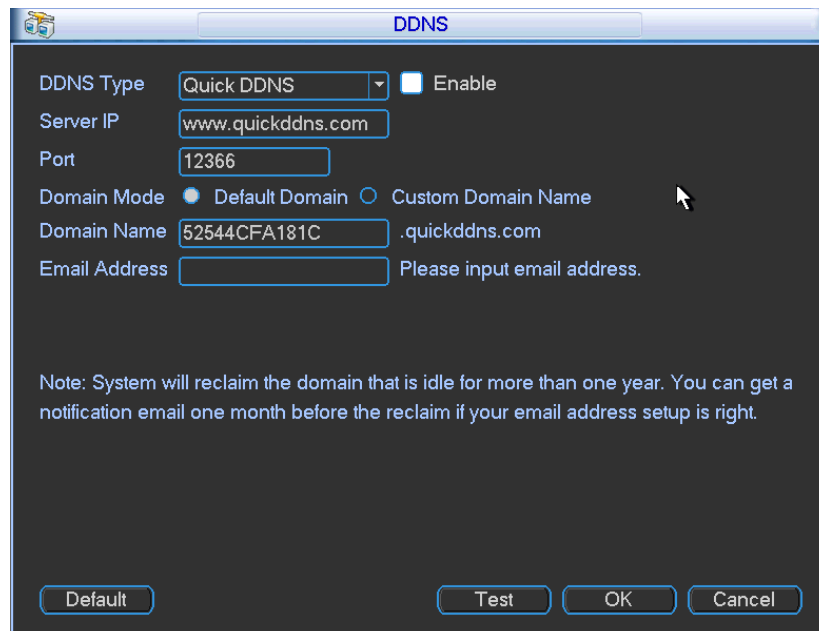 DDNS
DDNS Type Quick DDNS Enable
Server IP www.quickddns.com
Port 12366
Domain Mode Default Domain Custom Domain Name
Domain Name 52544CFA181C .quickddns.com
Email Address Please input email address.
Note: System will reclaim the domain that is idle for more than one year. You can get a
notification email one month before the reclaim if your email address setup is right.
Default Test OK Cancel